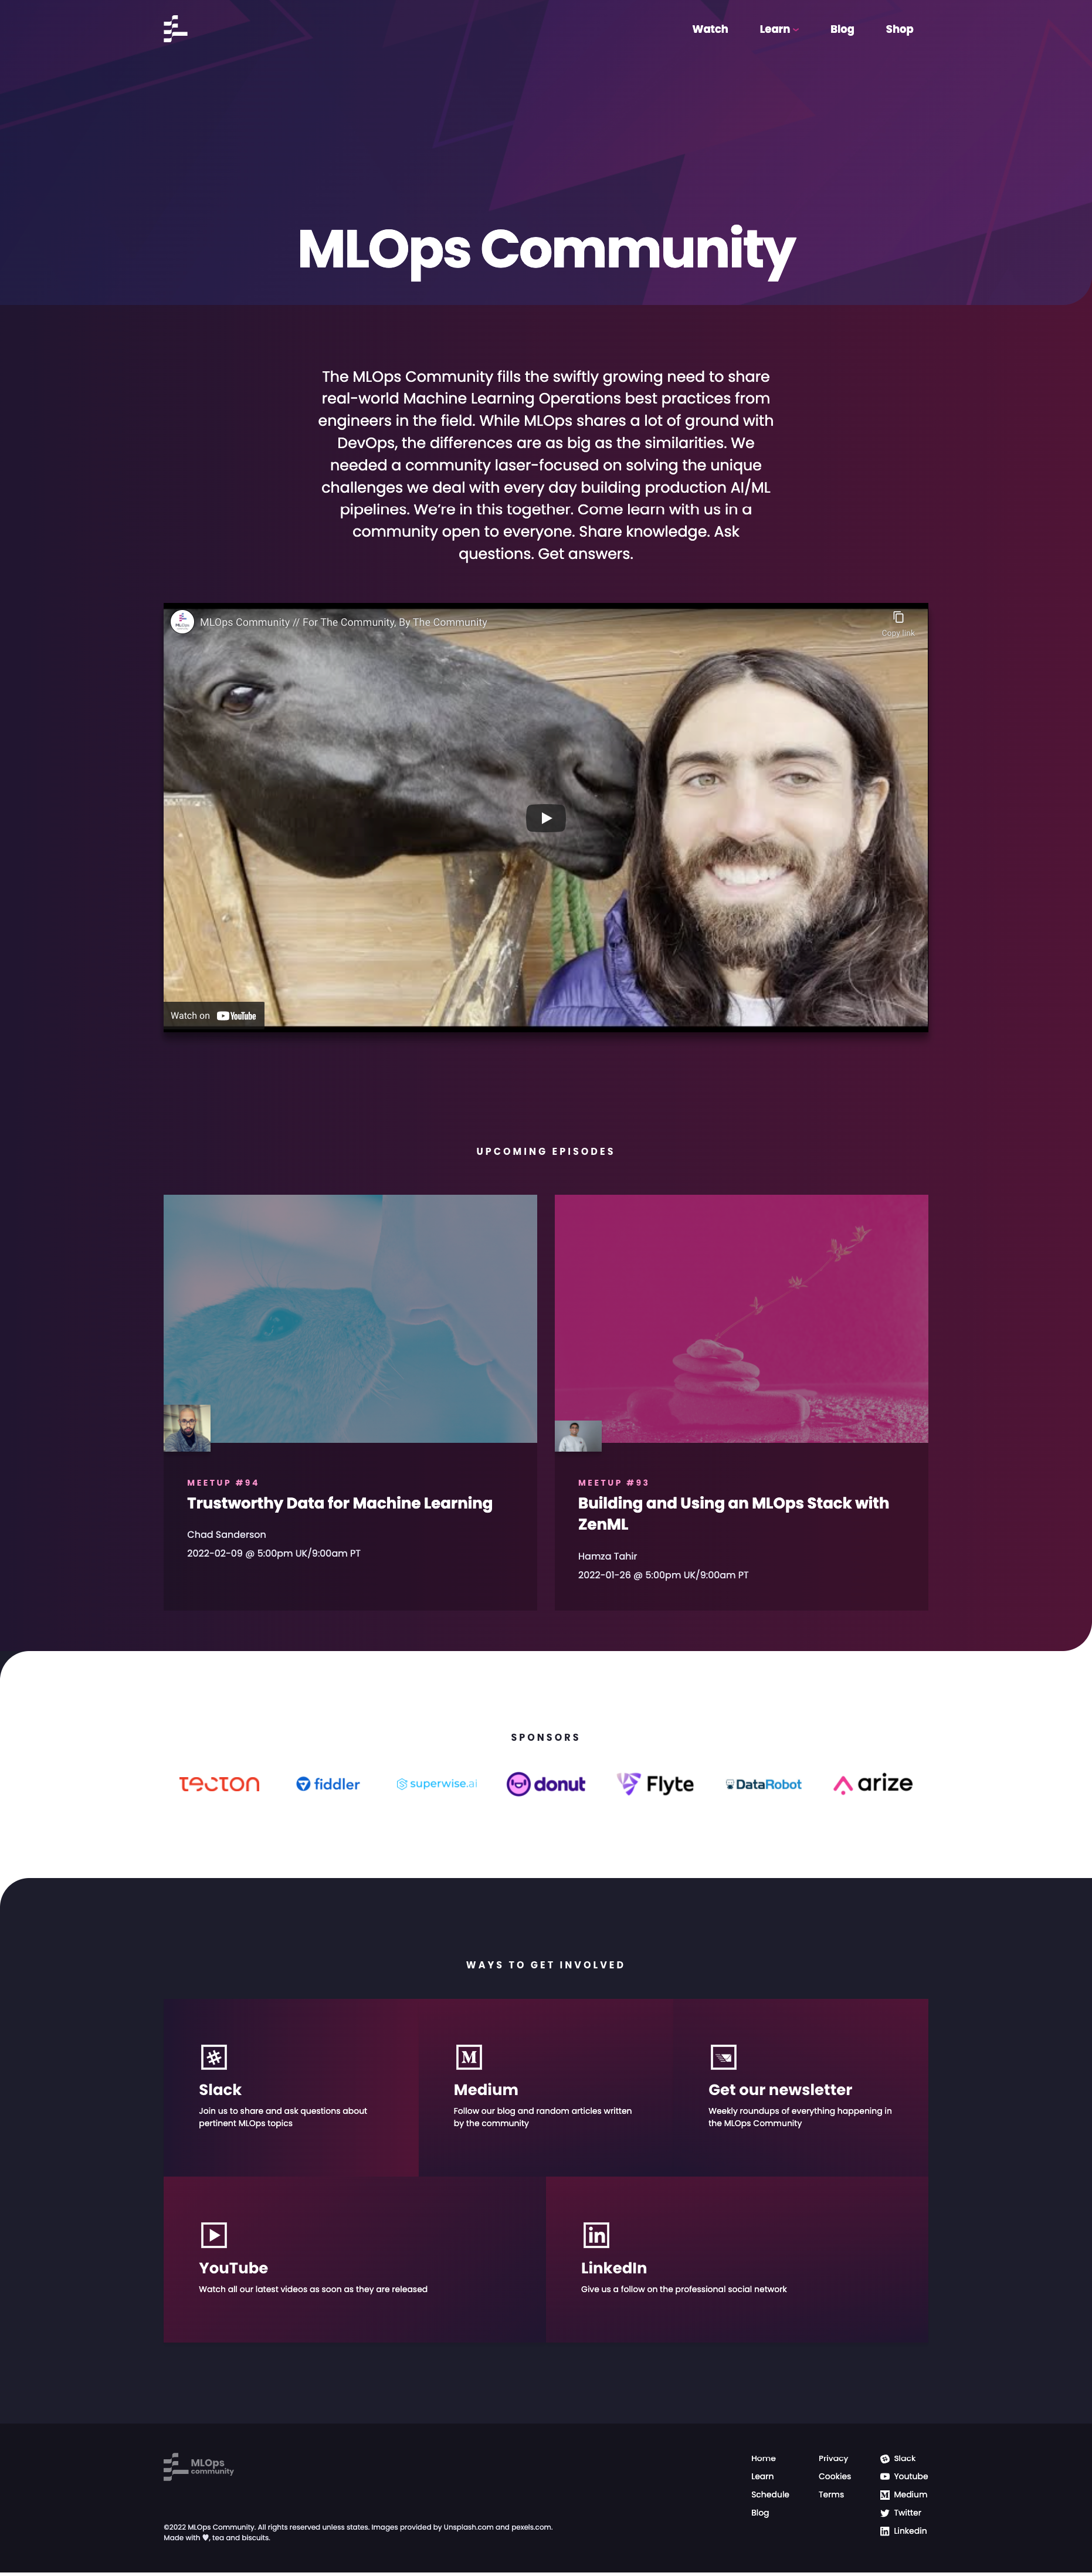 Watch
Learn
Blog
Shop
MLOps Community
The MLOps Community fills the swiftly growing need to share
real-world Machine Learning Operations best practices from
engineers in the field. While MLOps shares a lot of ground with
DevOps, the differences are as big as the similarities. We
needed a community laser-focused on solving the unique
challenges we deal with every day building production AI/ML
pipelines. We’re in this together. Come learn with us in a
community open to everyone. Share knowledge. Ask
questions. Get answers.
MLOps Community // For The Community, By The Community
Copy link
Watch on YouTube
UPCOMING EPISODES
MEETUP #94
Trustworthy Data for Machine Learning
Chad Sanderson
2022-02-09 @ 5:00pm UK/9:00am PT
MEETUP #93
Building and Using an MLOps Stack with
ZenML
Hamza Tahir
2022-01-26 @ 5:00pm UK/9:00am PT
SPONSORS
tecton
fiddler
superwise.ai
donut
Flyte
DataRobot
arize
WAYS TO GET INVOLVED
Slack
Join us to share and ask questions about
pertinent MLOps topics
Medium
Follow our blog and random articles written
by the community
Get our newsletter
Weekly roundups of everything happening in
the MLOps Community
YouTube
Watch all our latest videos as soon as they are released
LinkedIn
Give us a follow on the professional social network
MLOps
community
©2022 MLOps Community. All rights reserved unless states. Images provided by Unsplash.com and pexels.com.
Made with 🖤, tea and biscuits.
Home
Learn
Schedule
Blog
Privacy
Cookies
Terms
Slack
Youtube
Medium
Twitter
Linkedin